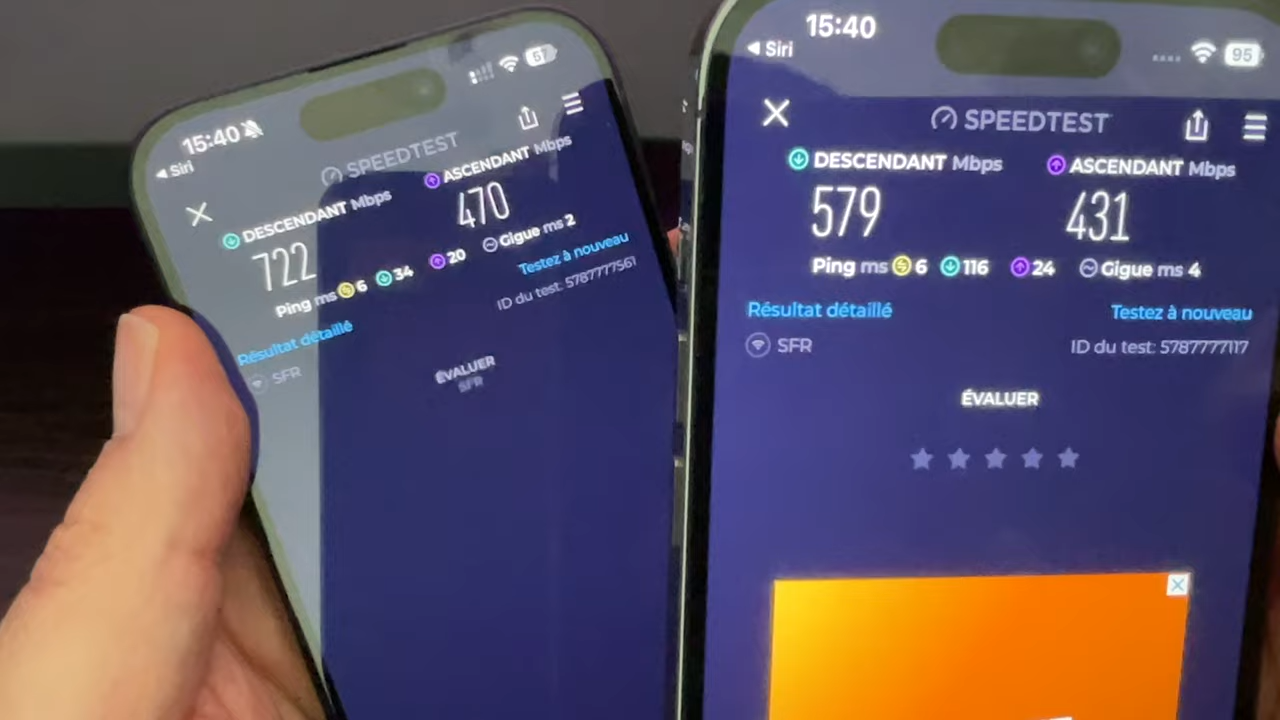 15:40
67
Siri
SPEEDTEST
DESCENDANT Mbps
ASCENDANT Mbps
722
470
Ping ms 6 34 20 Gigue ms 2
Résultat détaillé
Testez à nouveau
SFR
ID du test: 5787777561
ÉVALUER
SFR
15:40
95
Siri
SPEEDTEST
DESCENDANT Mbps
ASCENDANT Mbps
579
431
Ping ms 6 116 24 Gigue ms 4
Résultat détaillé
Testez à nouveau
SFR
ID du test: 5787777117
ÉVALUER